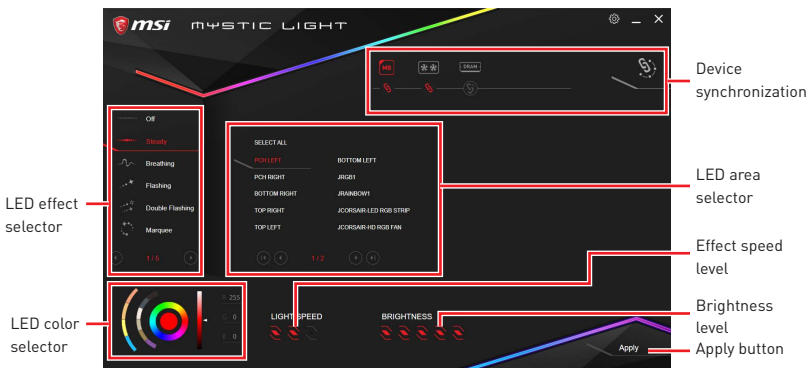 msi MYSTIC LIGHT
MB
DRAM
Device
synchronization
Off
Steady
Breathing
Flashing
Double Flashing
Marquee
1/5
LED effect
selector
SELECT ALL
PCH LEFT BOTTOM LEFT
PCH RIGHT JRGB1
BOTTOM RIGHT JRAINBOW1
TOP RIGHT JCORSAIR-LED RGB STRIP
TOP LEFT JCORSAIR-HD RGB FAN
1/2
LED area
selector
Effect speed
level
LED color
selector
R 255
G 0
B 0
LIGHT SPEED
BRIGHTNESS
Brightness
level
Apply
Apply button